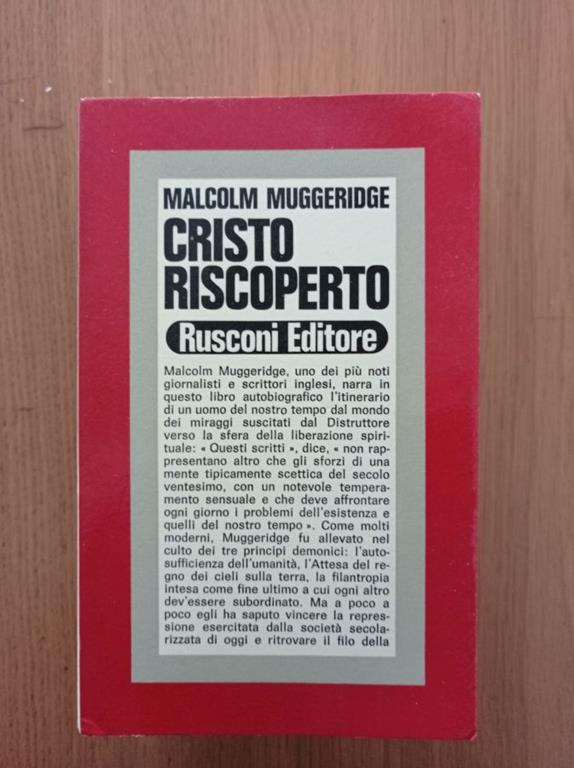 MALCOLM MUGGERIDGE
CRISTO
RISCOPERTO
Rusconi Editore
Malcolm Muggeridge, uno dei più noti
giornalisti e scrittori inglesi, narra in
questo libro autobiografico l'itinerario
di un uomo del nostro tempo dal mondo
dei miraggi suscitati dal Distruttore
verso la sfera della liberazione spiri-
tuale: « Questi scritti », dice, « non rap-
presentano altro che gli sforzi di una
mente tipicamente scettica del secolo
ventesimo, con un notevole tempera-
mento sensuale e che deve affrontare
ogni giorno i problemi dell'esistenza e
quelli del nostro tempo ». Come molti
moderni, Muggeridge fu allevato nel
culto dei tre principi demonici: l'auto-
sufficienza dell'umanità, l'Attesa del re-
gno dei cieli sulla terra, la filantropia
intesa come fine ultimo a cui ogni altro
dev'essere subordinato. Ma a poco a
poco egli ha saputo vincere la repres-
sione esercitata dalla società secola-
rizzata di oggi e ritrovare il filo della